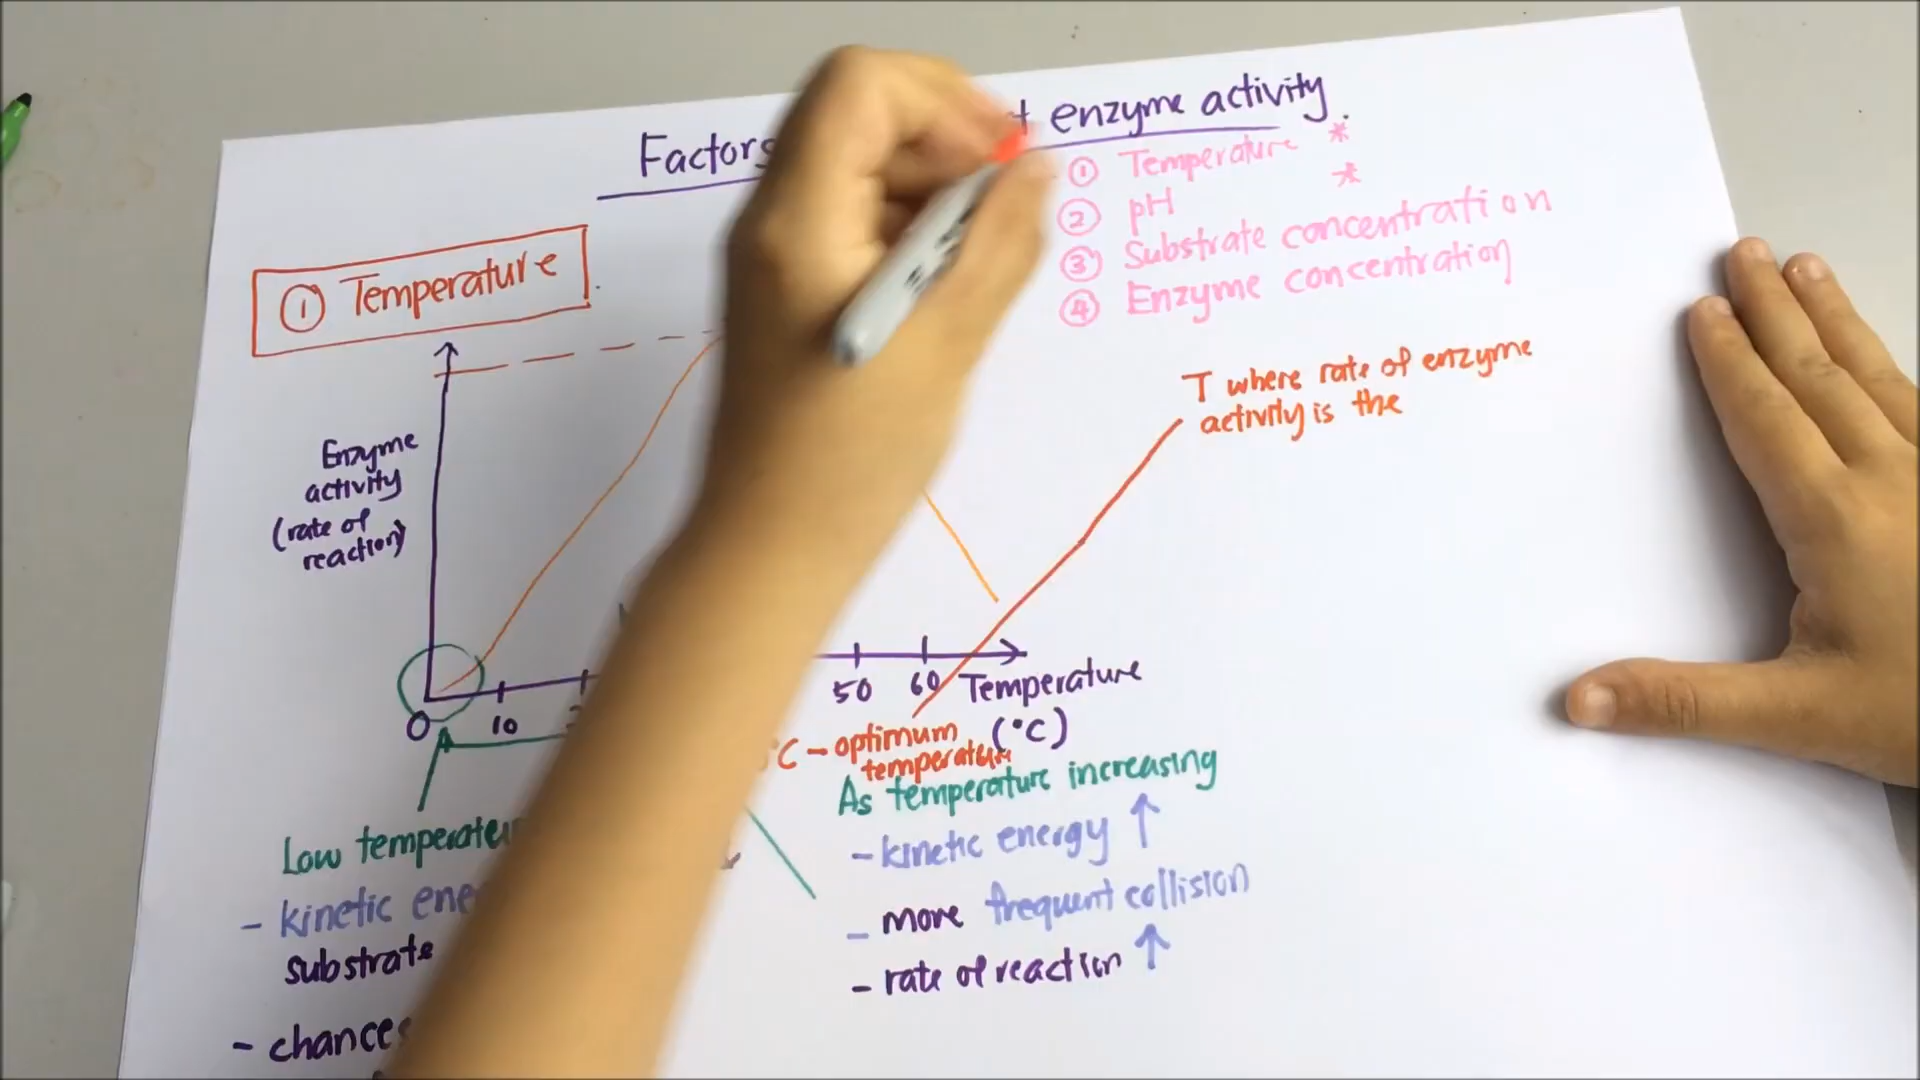 Factors
enzyme activity.
① Temperature *
② pH *
③ Substrate concentration
④ Enzyme concentration
① Temperature
T where rate of enzyme
activity is the
Enzyme
activity
(rate of
reaction)
0 10 50 60
Temperature
(°C)
°C - optimum
temperature
As temperature increasing
- kinetic energy ↑
- more frequent collision
- rate of reaction ↑
Low
- kinetic
substrate
- chances